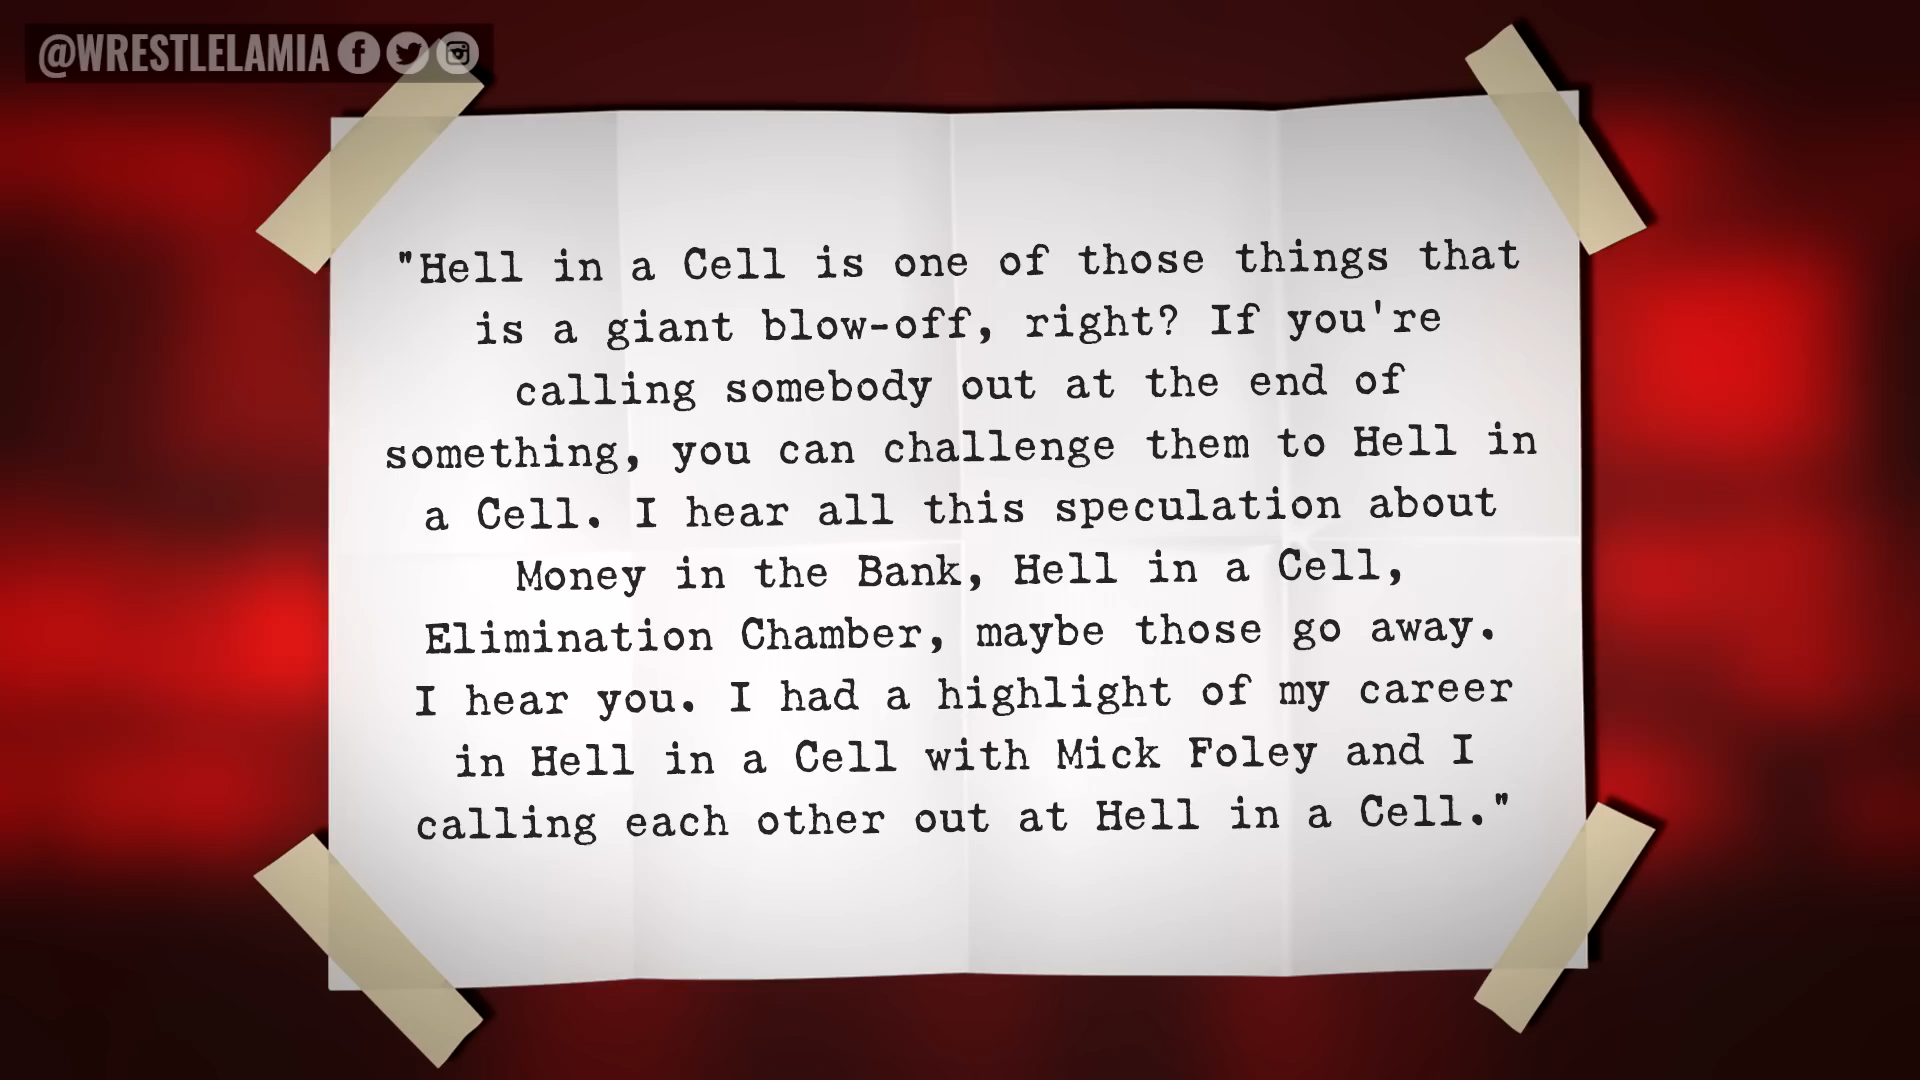 @WRESTLELAMIA
"Hell in a Cell is one of those things that
is a giant blow-off, right? If you're
calling somebody out at the end of
something, you can challenge them to Hell in
a Cell. I hear all this speculation about
Money in the Bank, Hell in a Cell,
Elimination Chamber, maybe those go away.
I hear you. I had a highlight of my career
in Hell in a Cell with Mick Foley and I
calling each other out at Hell in a Cell."